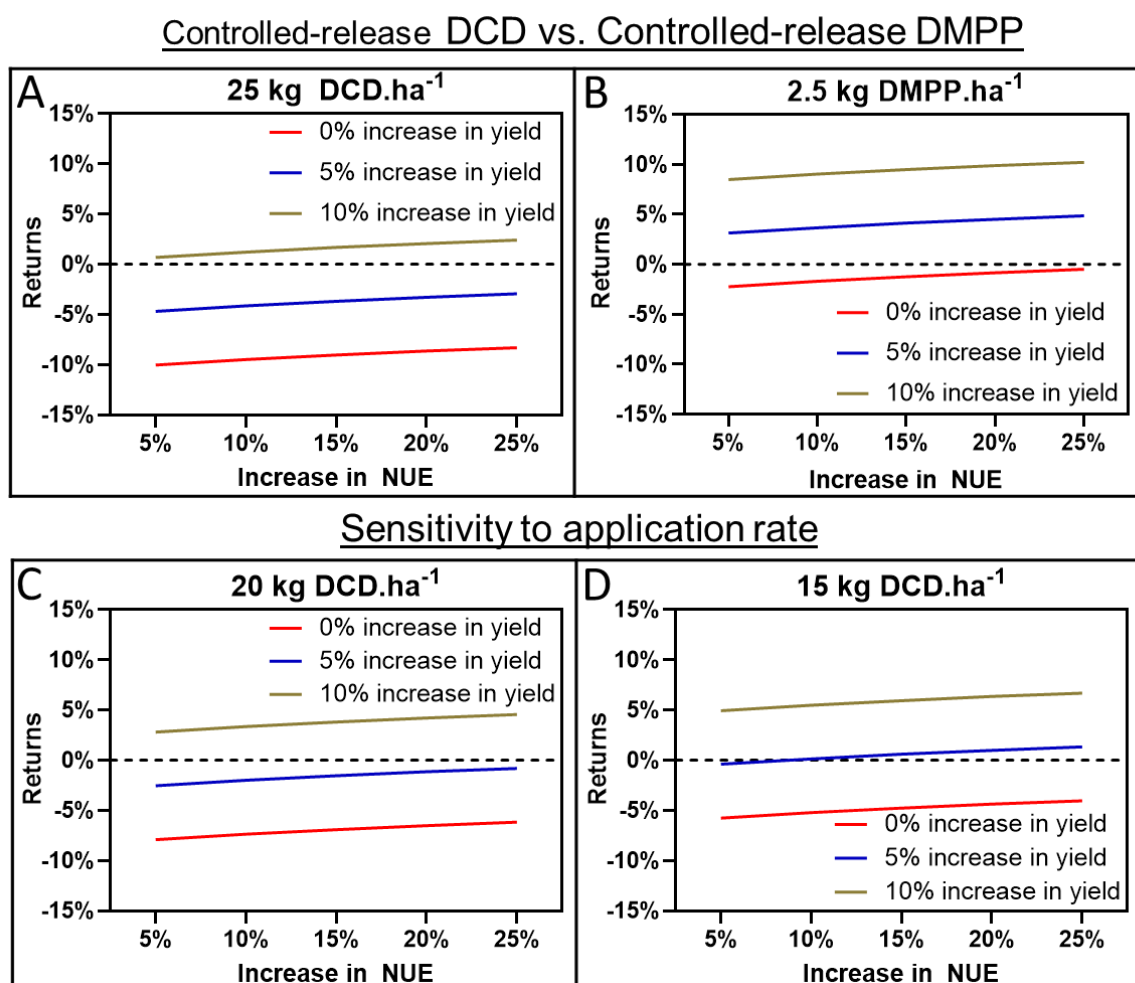 Controlled-release DCD vs. Controlled-release DMPP
A
25 kg DCD.ha⁻¹
15%
10%
5%
0%
-5%
-10%
-15%
Returns
0% increase in yield
5% increase in yield
10% increase in yield
5% 10% 15% 20% 25%
Increase in NUE
B
2.5 kg DMPP.ha⁻¹
15%
10%
5%
0%
-5%
-10%
-15%
Returns
0% increase in yield
5% increase in yield
10% increase in yield
5% 10% 15% 20% 25%
Increase in NUE
Sensitivity to application rate
C
20 kg DCD.ha⁻¹
15%
10%
5%
0%
-5%
-10%
-15%
Returns
0% increase in yield
5% increase in yield
10% increase in yield
5% 10% 15% 20% 25%
Increase in NUE
D
15 kg DCD.ha⁻¹
15%
10%
5%
0%
-5%
-10%
-15%
Returns
0% increase in yield
5% increase in yield
10% increase in yield
5% 10% 15% 20% 25%
Increase in NUE